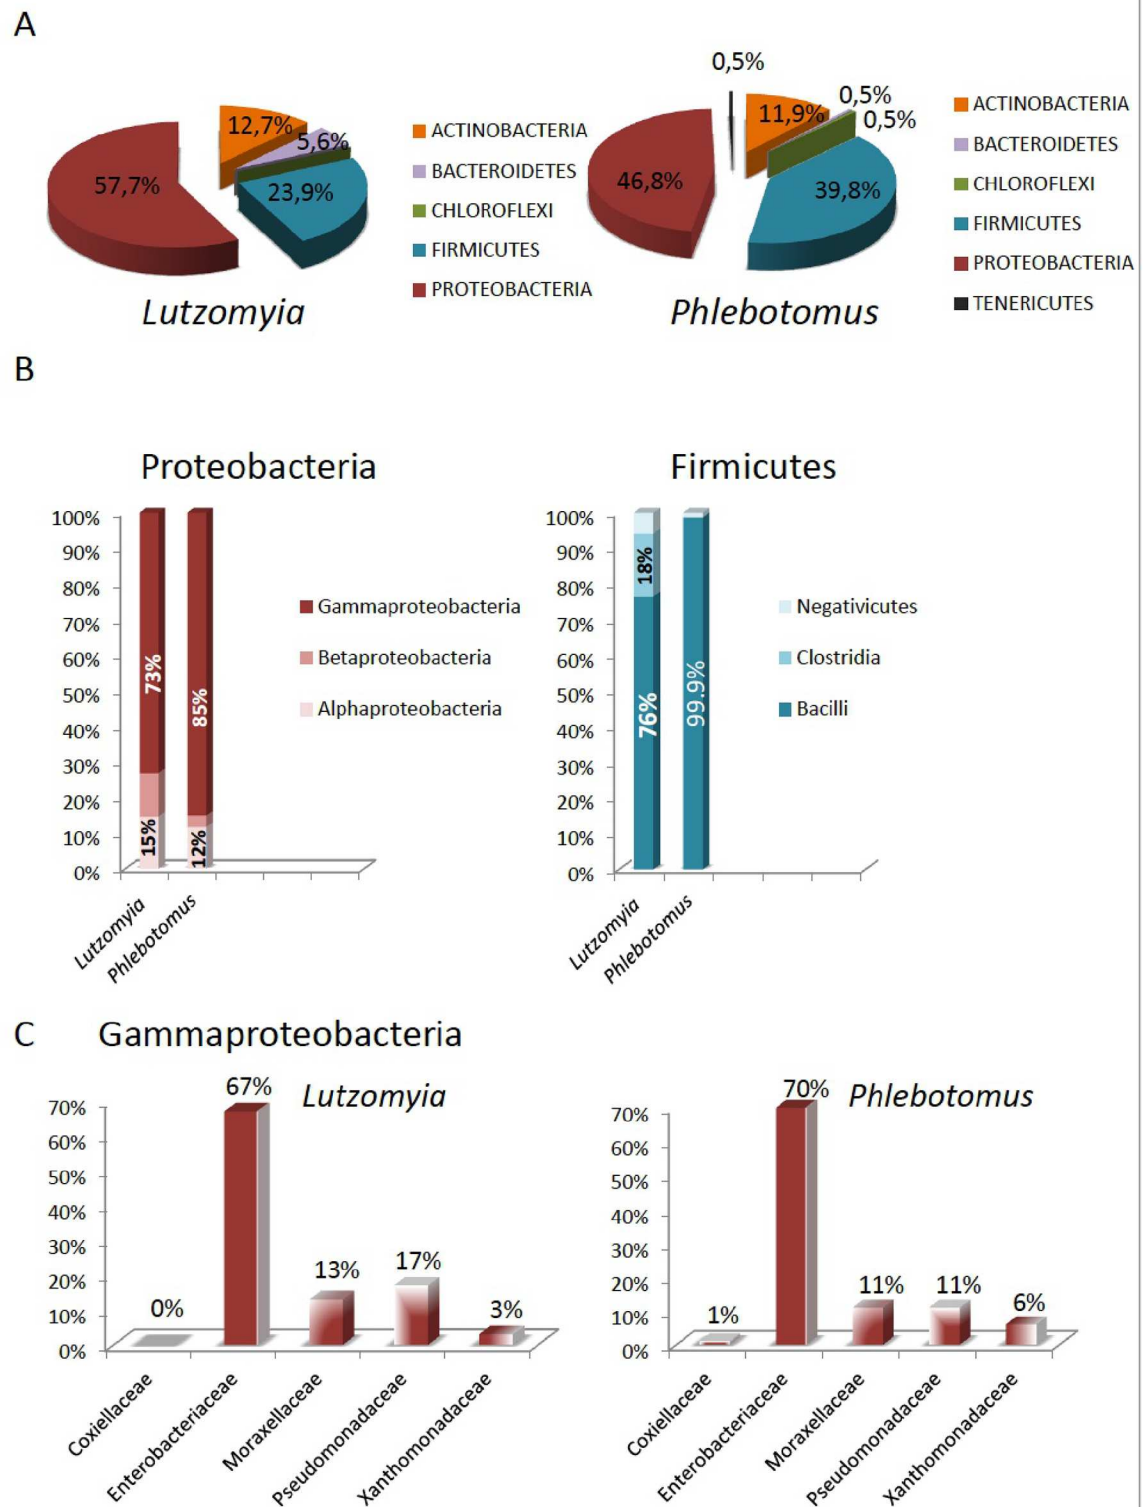 A
12,7%
5,6%
57,7%
23,9%
ACTINOBACTERIA
BACTEROIDETES
CHLOROFLEXI
FIRMICUTES
PROTEOBACTERIA
Lutzomyia
0,5%
11,9%
0,5%
0,5%
46,8%
39,8%
ACTINOBACTERIA
BACTEROIDETES
CHLOROFLEXI
FIRMICUTES
PROTEOBACTERIA
TENERICUTES
Phlebotomus
B
Proteobacteria
100%
90%
80%
70%
60%
50%
40%
30%
20%
10%
0%
73%
15%
85%
12%
Lutzomyia
Phlebotomus
Gammaproteobacteria
Betaproteobacteria
Alphaproteobacteria
Firmicutes
100%
90%
80%
70%
60%
50%
40%
30%
20%
10%
0%
18%
76%
99.9%
Lutzomyia
Phlebotomus
Negativicutes
Clostridia
Bacilli
C
Gammaproteobacteria
Lutzomyia
70%
60%
50%
40%
30%
20%
10%
0%
0%
67%
13%
17%
3%
Coxiellaceae
Enterobacteriaceae
Moraxellaceae
Pseudomonadaceae
Xanthomonadaceae
Phlebotomus
70%
60%
50%
40%
30%
20%
10%
0%
1%
70%
11%
11%
6%
Coxiellaceae
Enterobacteriaceae
Moraxellaceae
Pseudomonadaceae
Xanthomonadaceae